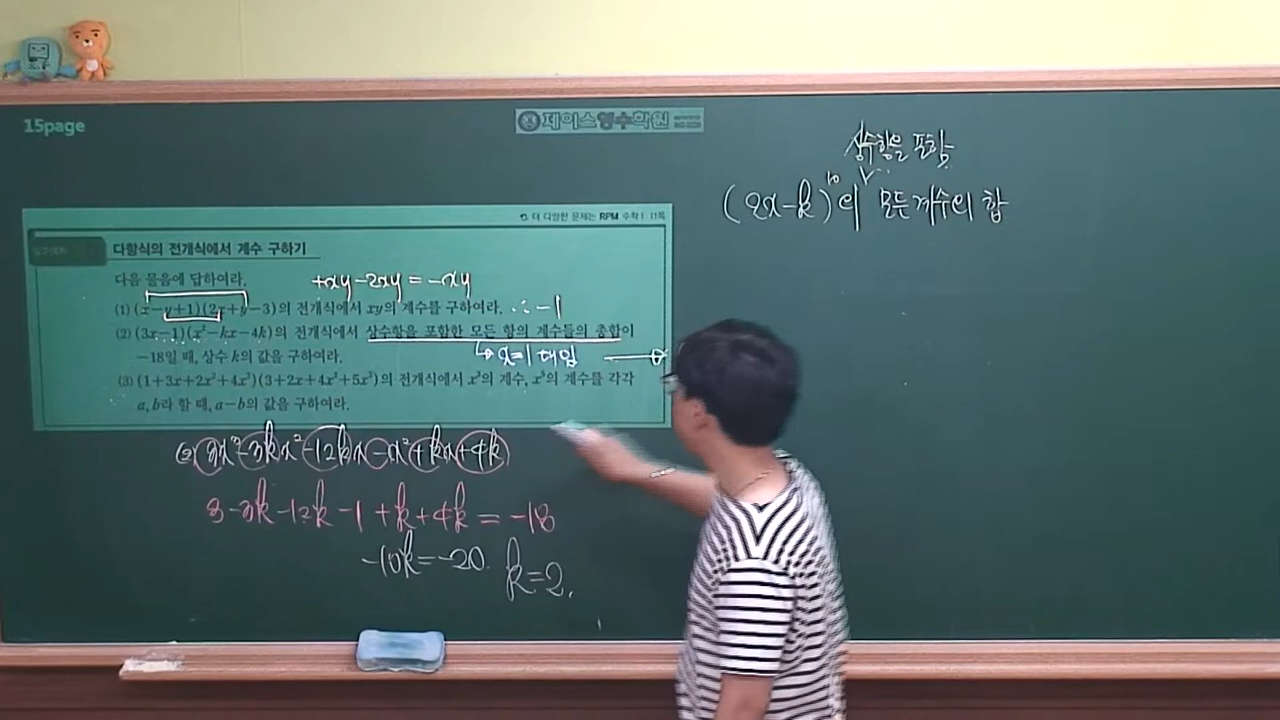 15page
제이스영수학원
더 다양한 문제는 RPM 수학 I 11쪽
다항식의 전개식에서 계수 구하기
다음 물음에 답하여라.
+xy-2xy=-xy
(1) (x-y+1)(2x+y-3)의 전개식에서 xy의 계수를 구하여라. ∴ -1
(2) (3x-1)(x²-kx-4k)의 전개식에서 상수항을 포함한 모든 항의 계수들의 총합이
-18일 때, 상수 k의 값을 구하여라.
↳ x=1 대입
(3) (1+3x+2x²+4x³)(3+2x+4x²+5x³)의 전개식에서 x³의 계수, x⁵의 계수를 각각
a, b라 할 때, a-b의 값을 구하여라.
(2) 3x³-3kx²-12kx-x²+kx+4k
3-3k-12k-1+k+4k=-18
-10k=-20. k=2.
상수항을 포함
(2x-k)¹⁰의 모든 계수의 합